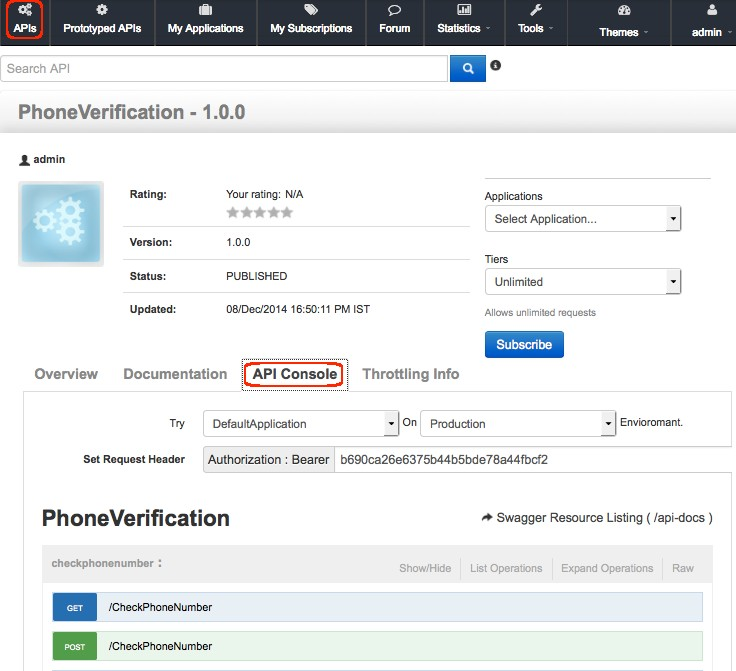 APIs Prototyped APIs My Applications My Subscriptions Forum Statistics Tools Themes admin
Search API
PhoneVerification - 1.0.0
admin
Rating: Your rating: N/A
Applications
Select Application...
Version: 1.0.0
Tiers
Status: PUBLISHED
Unlimited
Updated: 08/Dec/2014 16:50:11 PM IST
Allows unlimited requests
Subscribe
Overview Documentation API Console Throttling Info
Try DefaultApplication On Production Envioromant.
Set Request Header Authorization : Bearer b690ca26e6375b44b5bde78a44fbcf2
PhoneVerification
Swagger Resource Listing ( /api-docs )
checkphonenumber :
Show/Hide List Operations Expand Operations Raw
GET /CheckPhoneNumber
POST /CheckPhoneNumber